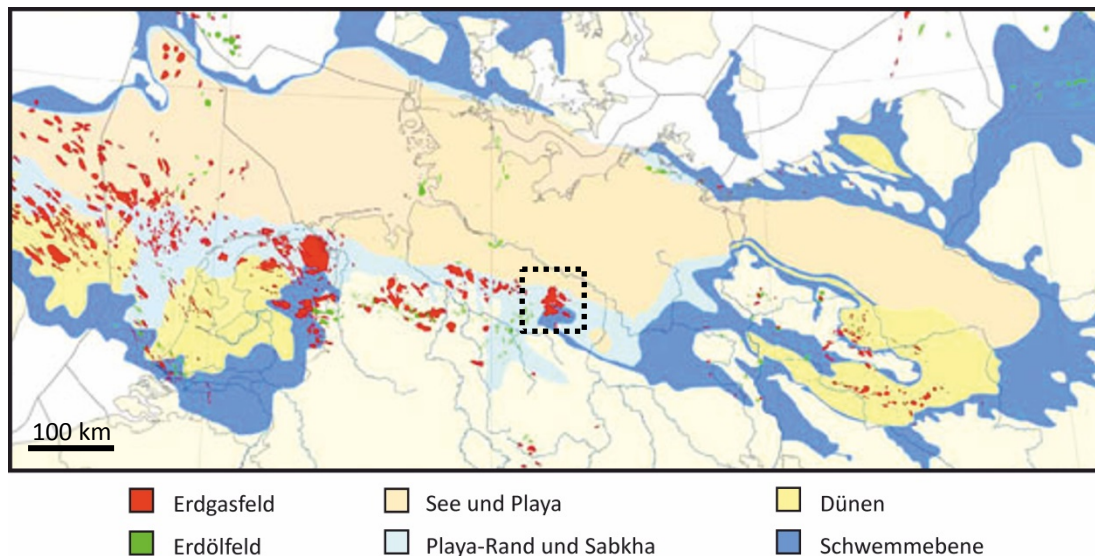 100 km
Erdgasfeld
See und Playa
Dünen
Erdölfeld
Playa-Rand und Sabkha
Schwemmebene